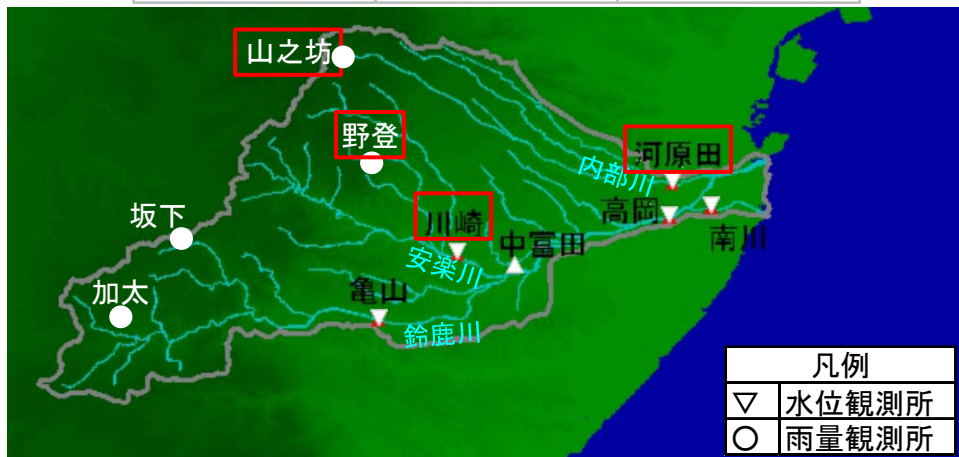 山之坊
野登
河原田
内部川
坂下
川崎
高岡
中冨田
南川
安楽川
加太
亀山
鈴鹿川
凡例
▽ 水位観測所
○ 雨量観測所